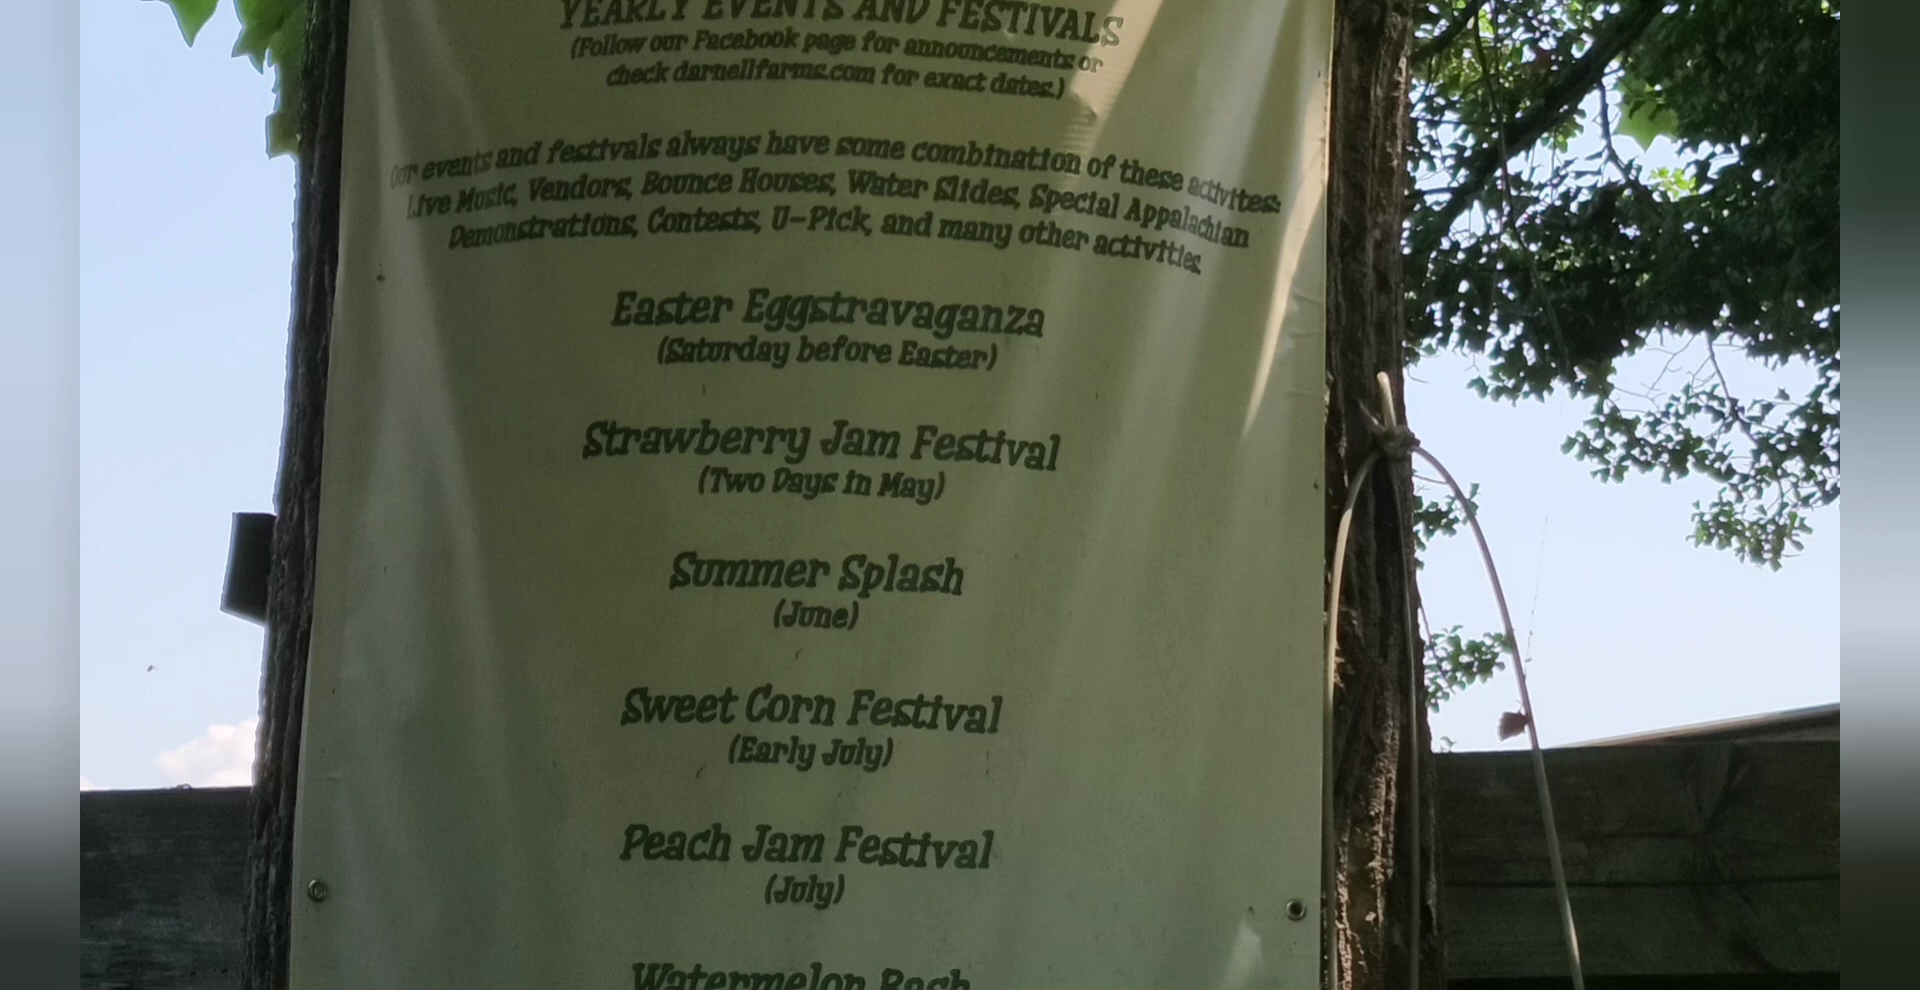 YEARLY EVENTS AND FESTIVALS
(Follow our Facebook page for announcements or
check darnellfarms.com for exact dates.)
Our events and festivals always have some combination of these activites:
Live Music, Vendors, Bounce Houses, Water Slides, Special Appalachian
Demonstrations, Contests, U-Pick, and many other activities.
Easter Eggstravaganza
(Saturday before Easter)
Strawberry Jam Festival
(Two Days in May)
Summer Splash
(June)
Sweet Corn Festival
(Early July)
Peach Jam Festival
(July)
Watermelon Bash